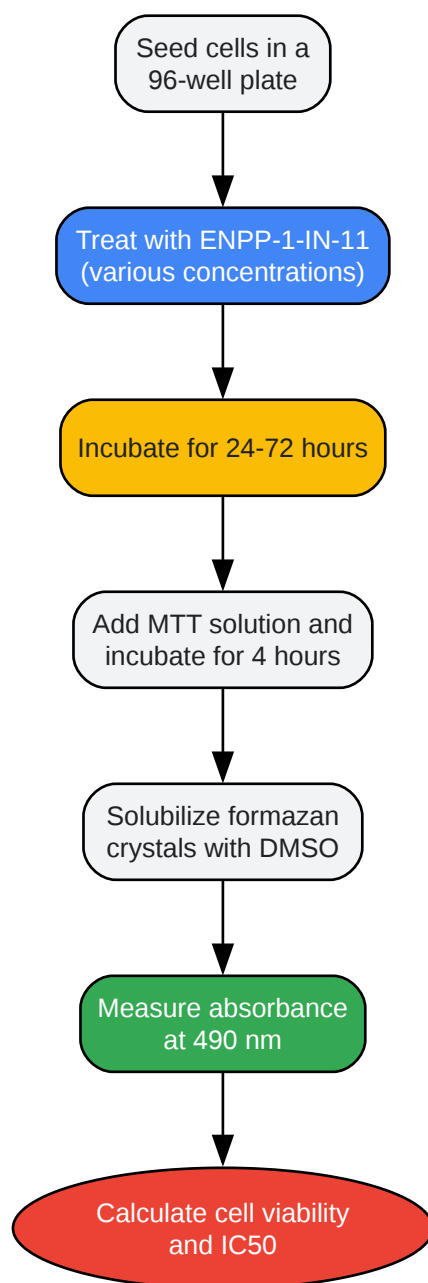 Seed cells in a
96-well plate
Treat with ENPP-1-IN-11
(various concentrations)
Incubate for 24-72 hours
Add MTT solution and
incubate for 4 hours
Solubilize formazan
crystals with DMSO
Measure absorbance
at 490 nm
Calculate cell viability
and IC50